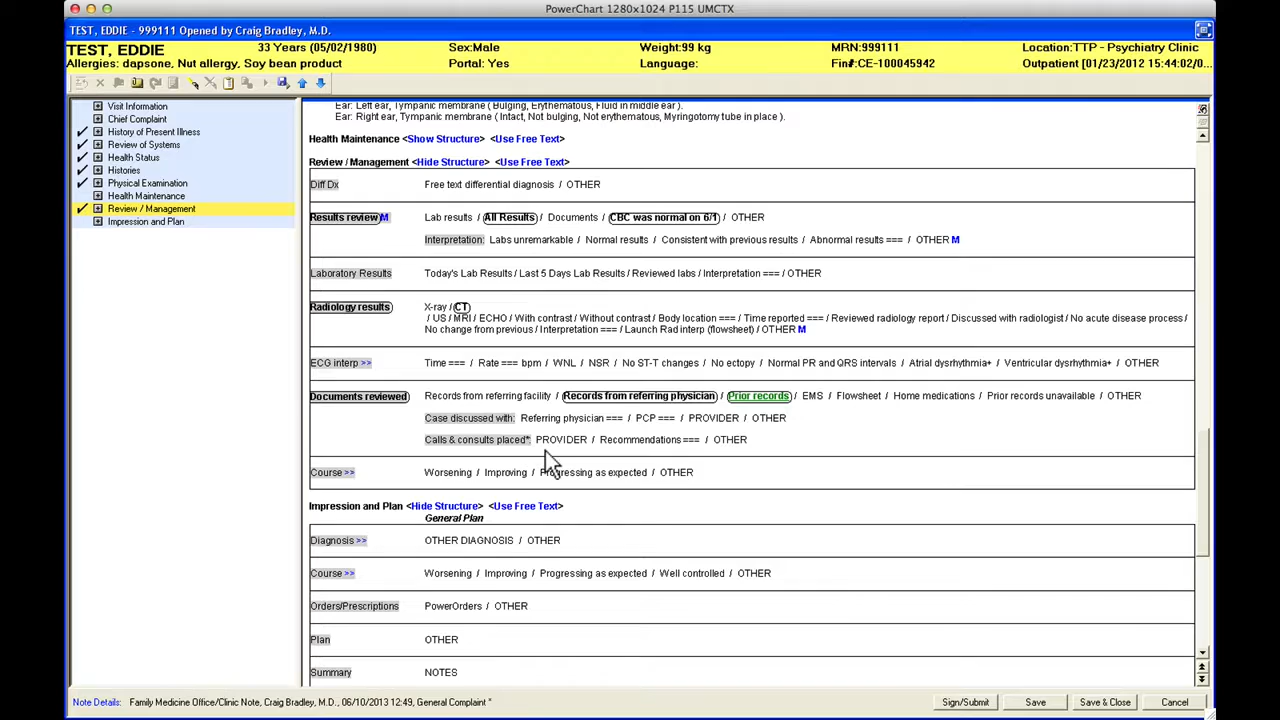 PowerChart 1280x1024 P115 UMCTX
TEST, EDDIE - 999111 Opened by Craig Bradley, M.D.
TEST, EDDIE 33 Years (05/02/1980) Sex:Male Weight:99 kg MRN:999111 Location:TTP - Psychiatry Clinic
Allergies: dapsone, Nut allergy, Soy bean product Portal: Yes Language: Fin#:CE-100045942 Outpatient [01/23/2012 15:44:02/0...
Visit Information
Chief Complaint
History of Present Illness
Review of Systems
Health Status
Histories
Physical Examination
Health Maintenance
Review / Management
Impression and Plan
Ear: Left ear, Tympanic membrane ( Bulging, Erythematous, Fluid in middle ear ).
Ear: Right ear, Tympanic membrane ( Intact, Not bulging, Not erythematous, Myringotomy tube in place ).
Health Maintenance <Show Structure> <Use Free Text>
Review / Management <Hide Structure> <Use Free Text>
Diff Dx Free text differential diagnosis / OTHER
Results review M Lab results / All Results / Documents / CBC was normal on 6/1 / OTHER
Interpretation: Labs unremarkable / Normal results / Consistent with previous results / Abnormal results === / OTHER M
Laboratory Results Today's Lab Results / Last 5 Days Lab Results / Reviewed labs / Interpretation === / OTHER
Radiology results X-ray / CT
/ US / MRI / ECHO / With contrast / Without contrast / Body location === / Time reported === / Reviewed radiology report / Discussed with radiologist / No acute disease process /
No change from previous / Interpretation === / Launch Rad interp (flowsheet) / OTHER M
ECG interp >> Time === / Rate === bpm / WNL / NSR / No ST-T changes / No ectopy / Normal PR and QRS intervals / Atrial dysrhythmia+ / Ventricular dysrhythmia+ / OTHER
Documents reviewed Records from referring facility / Records from referring physician / Prior records / EMS / Flowsheet / Home medications / Prior records unavailable / OTHER
Case discussed with: Referring physician === / PCP === / PROVIDER / OTHER
Calls & consults placed*: PROVIDER / Recommendations === / OTHER
Course >> Worsening / Improving / Progressing as expected / OTHER
Impression and Plan <Hide Structure> <Use Free Text>
General Plan
Diagnosis >> OTHER DIAGNOSIS / OTHER
Course >> Worsening / Improving / Progressing as expected / Well controlled / OTHER
Orders/Prescriptions PowerOrders / OTHER
Plan OTHER
Summary NOTES
Note Details: Family Medicine Office/Clinic Note, Craig Bradley, M.D., 06/10/2013 12:49, General Complaint * Sign/Submit Save Save & Close Cancel